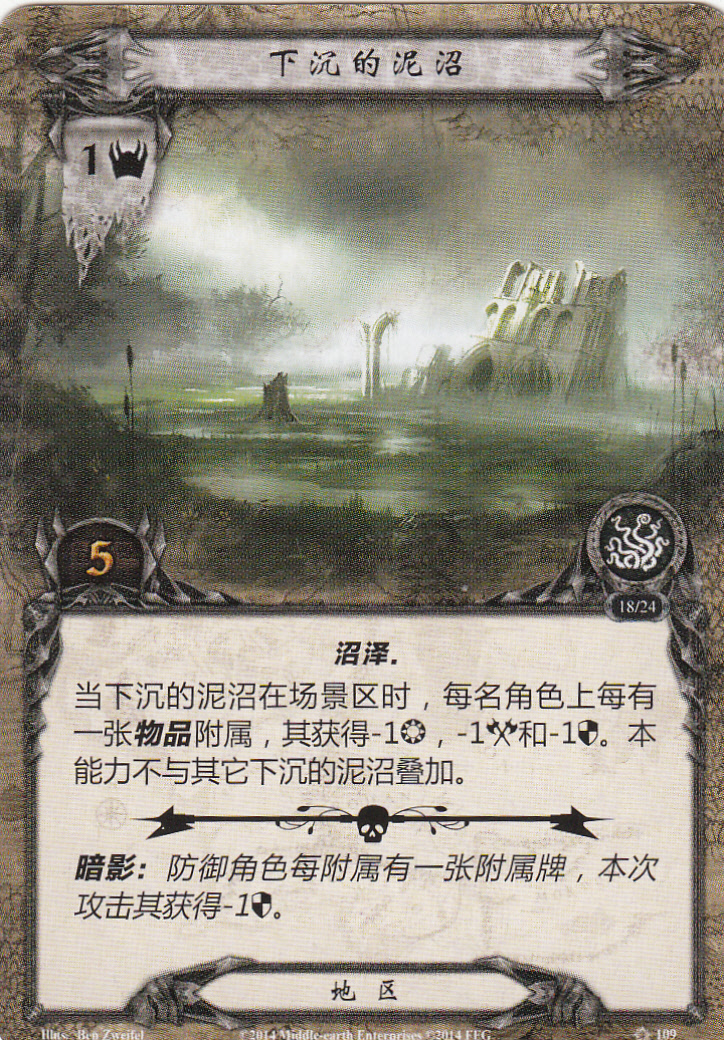 下沉的泥沼
1
5
18/24
沼泽.
当下沉的泥沼在场景区时，每名角色上每有
一张物品附属，其获得-1，-1和-1。本
能力不与其它下沉的泥沼叠加。
暗影：防御角色每附属有一张附属牌，本次
攻击其获得-1。
地区
Illus. Ben Zweifel ©2014 Middle-earth Enterprises ©2014 FFG 109